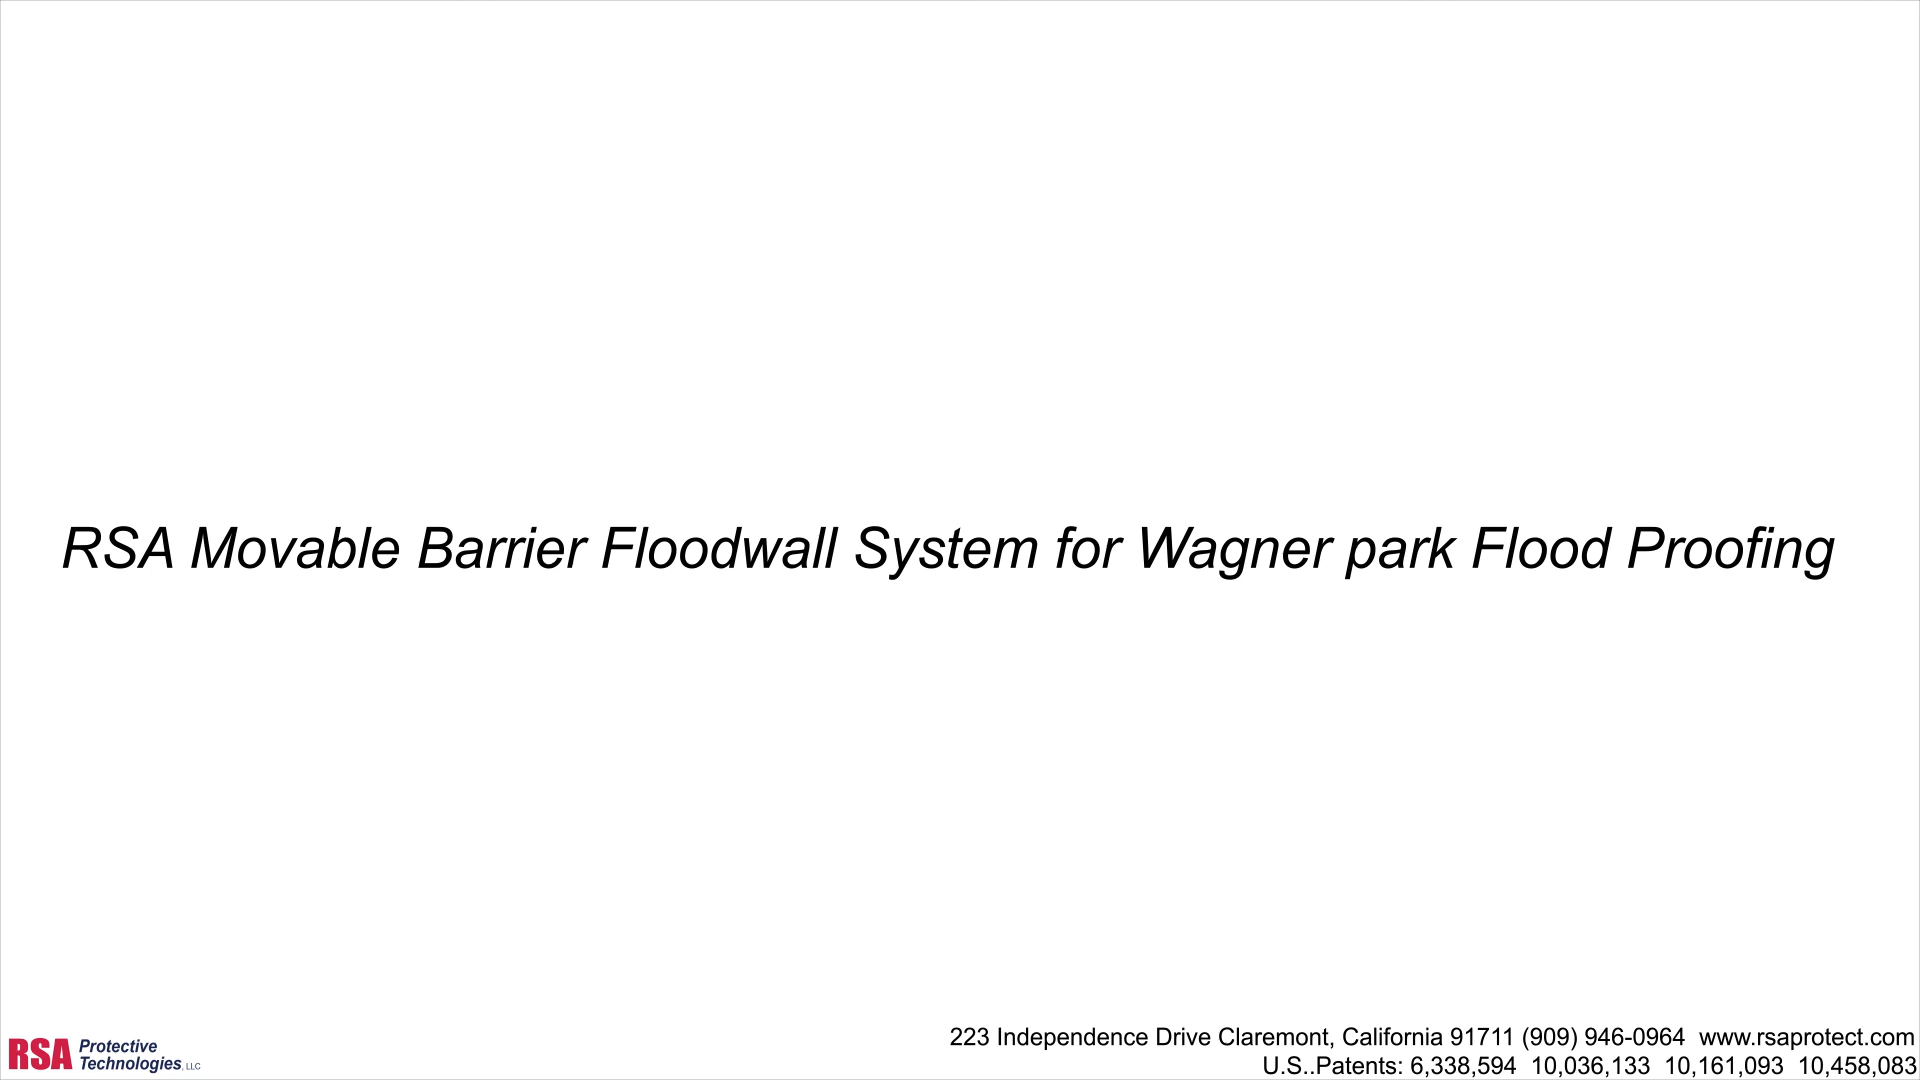 RSA Movable Barrier Floodwall System for Wagner park Flood Proofing
RSA Protective
Technologies, LLC
223 Independence Drive Claremont, California 91711 (909) 946-0964 www.rsaprotect.com
U.S..Patents: 6,338,594 10,036,133 10,161,093 10,458,083